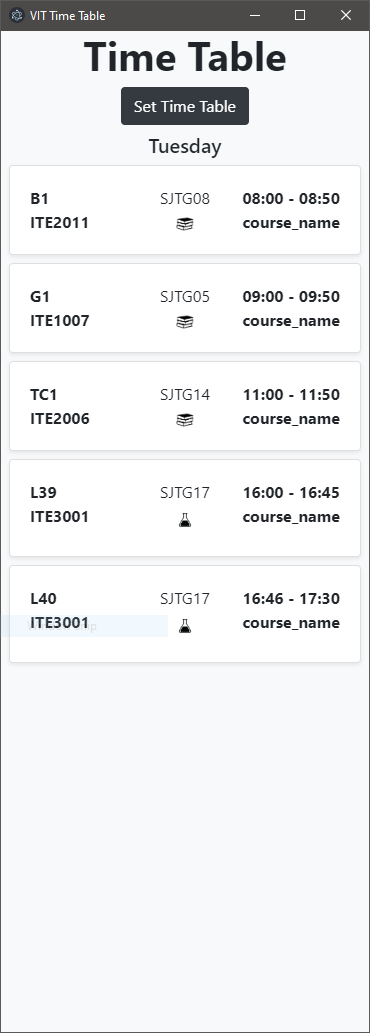 VIT Time Table
Time Table
Set Time Table
Tuesday
B1 SJTG08 08:00 - 08:50
ITE2011 course_name
G1 SJTG05 09:00 - 09:50
ITE1007 course_name
TC1 SJTG14 11:00 - 11:50
ITE2006 course_name
L39 SJTG17 16:00 - 16:45
ITE3001 course_name
L40 SJTG17 16:46 - 17:30
ITE3001 course_name